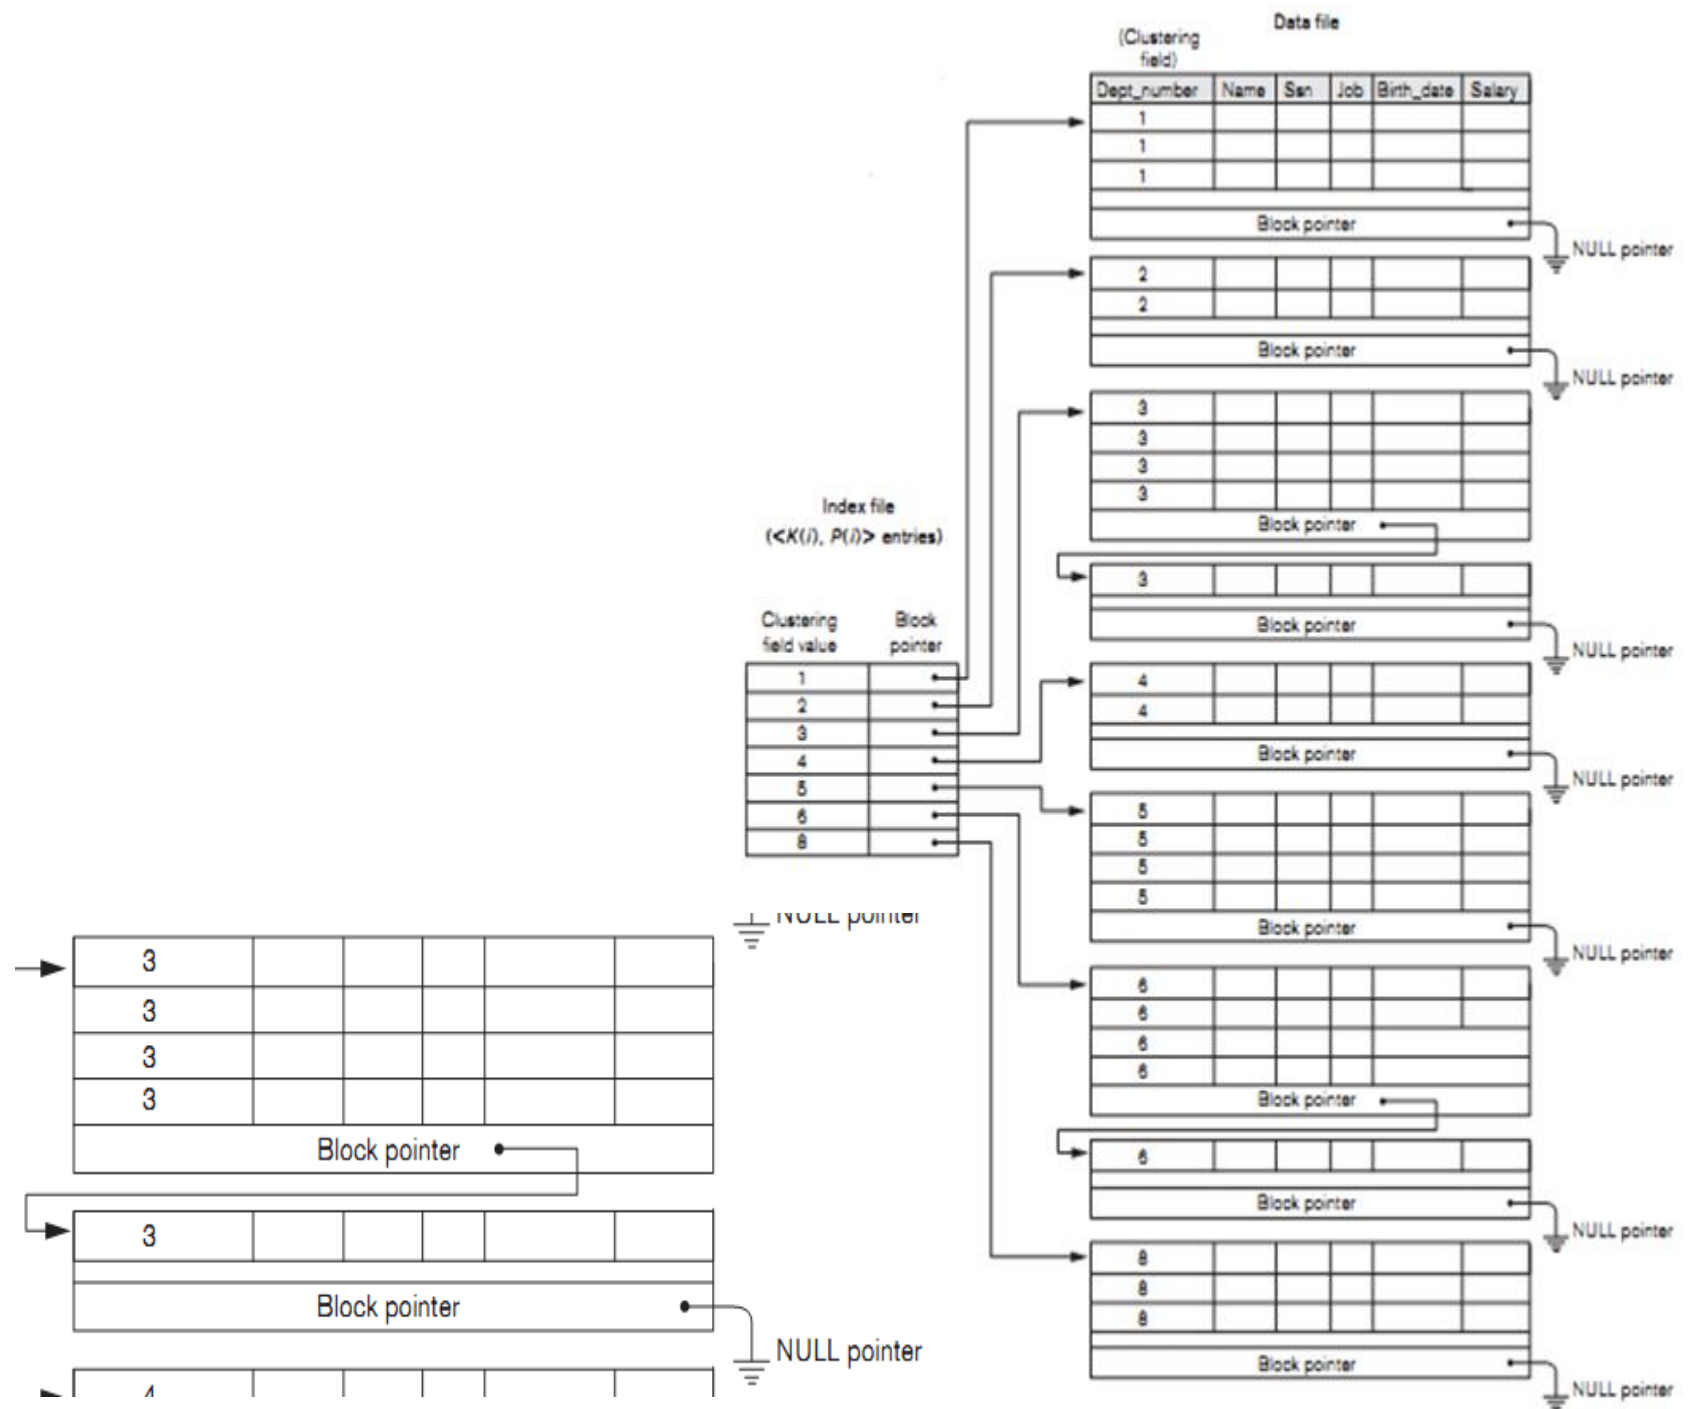 Data file
(Clustering
field)
Dept_number Name Ssn Job Birth_date Salary
1
1
1
Block pointer
NULL pointer
2
2
Block pointer
NULL pointer
3
3
3
3
Block pointer
3
Block pointer
NULL pointer
4
4
Block pointer
NULL pointer
5
5
5
5
Block pointer
NULL pointer
6
6
6
6
Block pointer
6
Block pointer
NULL pointer
8
8
8
Block pointer
NULL pointer
Index file
(<K(i), P(i)> entries)
Clustering
field value
Block
pointer
1
2
3
4
5
6
8
NULL pointer
3
3
3
3
Block pointer
3
Block pointer
NULL pointer
4